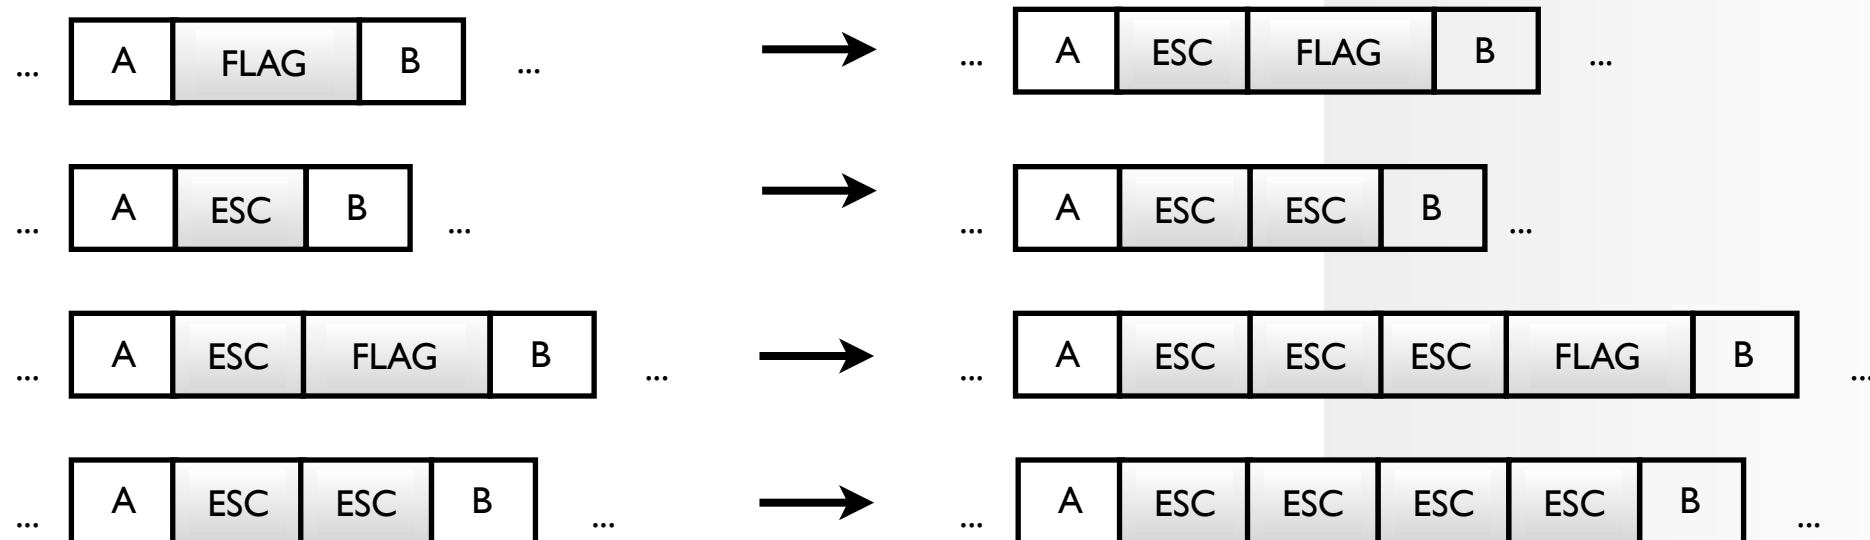 ... A FLAG B ... ... A ESC FLAG B ...
... A ESC B ... ... A ESC ESC B ...
... A ESC FLAG B ... ... A ESC ESC ESC FLAG B ...
... A ESC ESC B ... ... A ESC ESC ESC ESC B ...